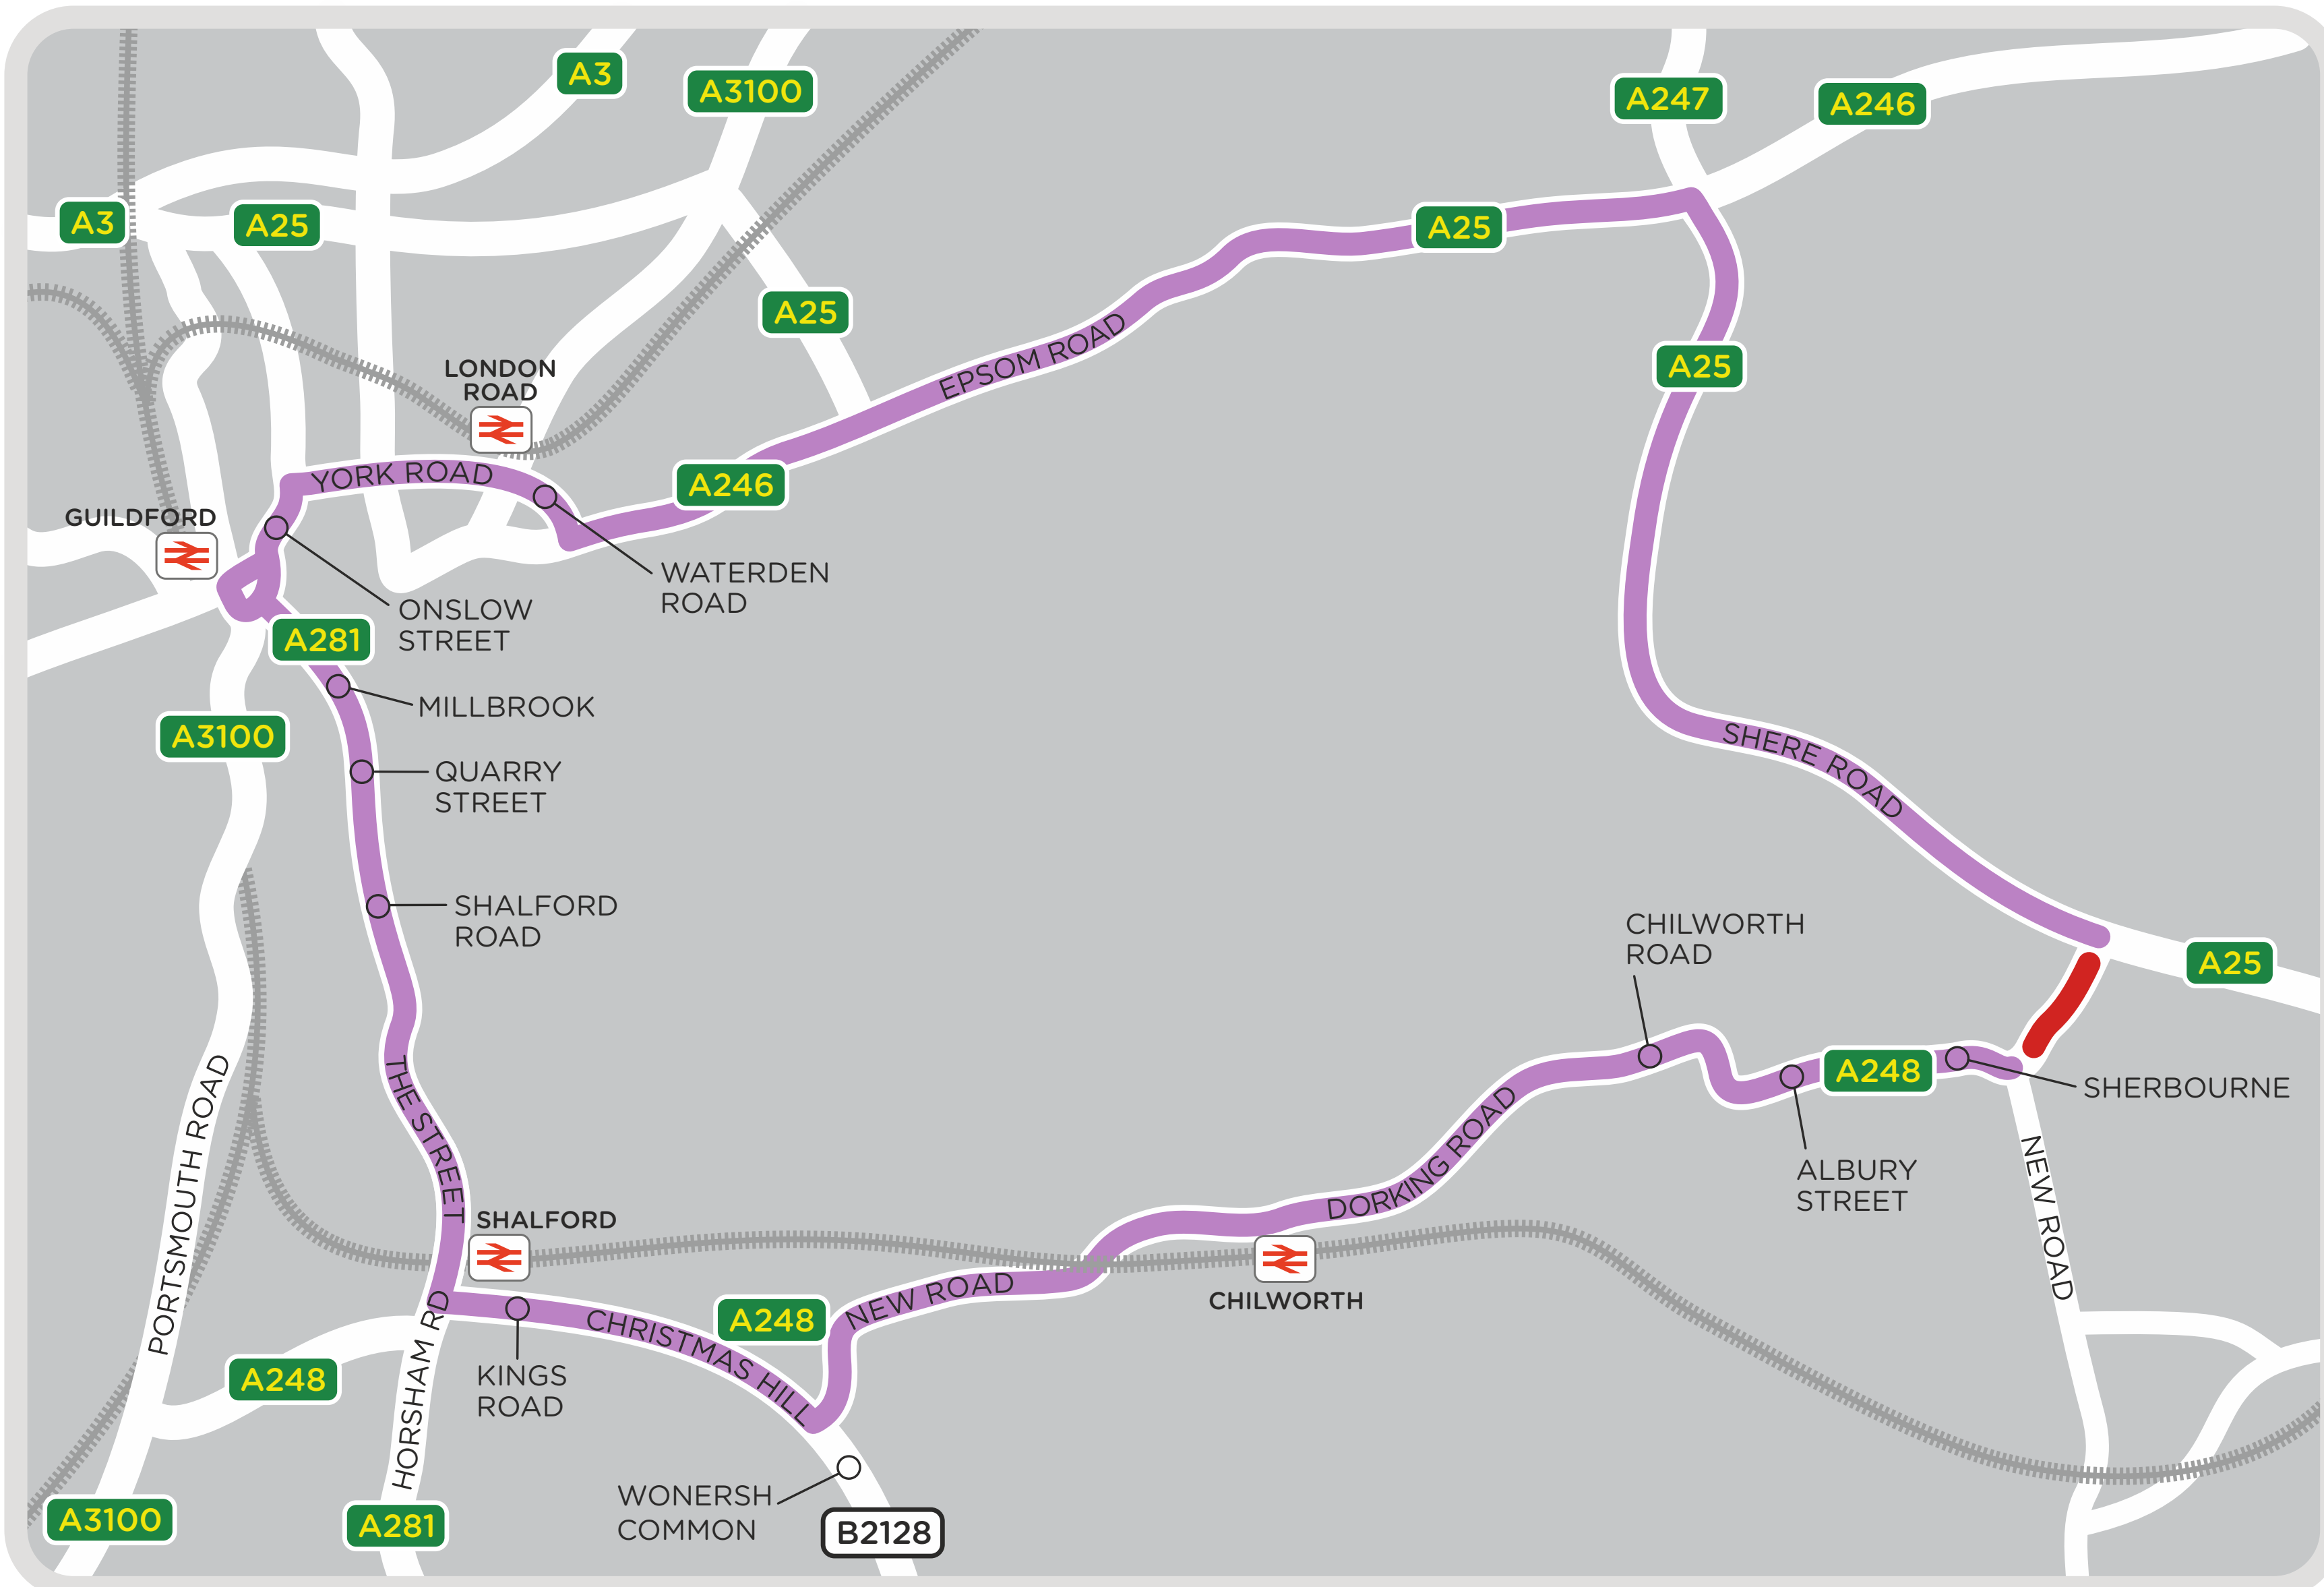 A3
A3100
A247
A246
A3
A25
A25
A25
A25
EPSOM ROAD
LONDON
ROAD
YORK ROAD
A246
GUILDFORD
WATERDEN
ROAD
ONSLOW
STREET
A281
MILLBROOK
A3100
QUARRY
STREET
SHERE ROAD
SHALFORD
ROAD
CHILWORTH
ROAD
A25
A248
SHERBOURNE
THE STREET
PORTSMOUTH ROAD
DORKING ROAD
ALBURY
STREET
NEW ROAD
SHALFORD
CHILWORTH
NEW ROAD
A248
CHRISTMAS HILL
HORSHAM RD
A248
KINGS
ROAD
WONERSH
COMMON
A3100
A281
B2128